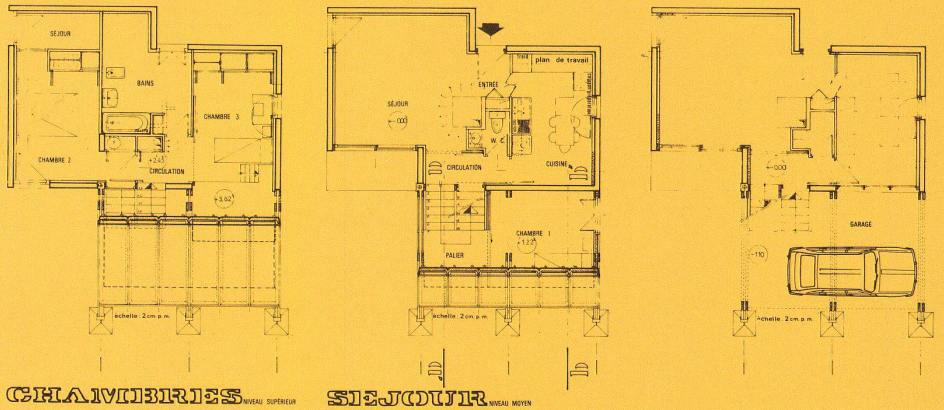 SÉJOUR
BAINS
CHAMBRE 3
CHAMBRE 2
+2.43
CIRCULATION
+3.62
échelle: 2 cm. p.m.
CHAMBRES NIVEAU SUPÉRIEUR
plan de travail
ENTRÉE
SÉJOUR
W.C.
CIRCULATION
CUISINE
CHAMBRE 1
+1.22
PALIER
échelle: 2 cm. p.m.
SEJOUR NIVEAU MOYEN
GARAGE
-1.10
échelle: 2 cm. p.m.